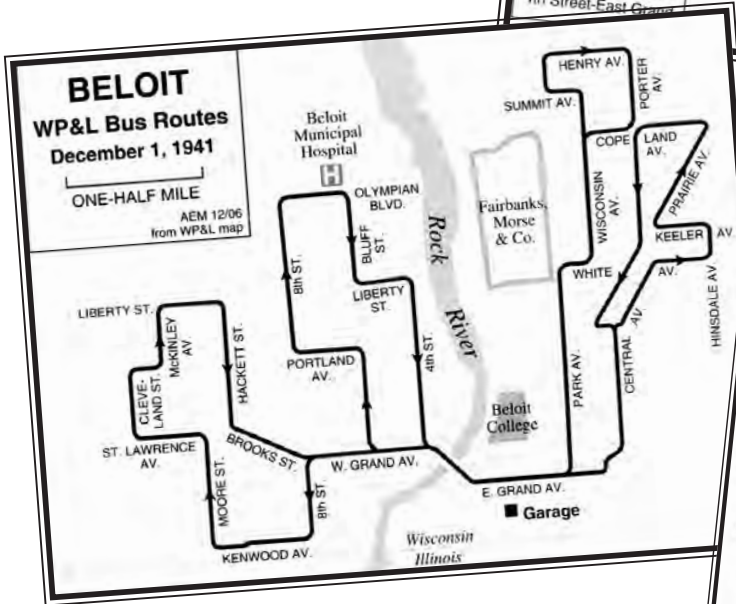 4th Street-East Grand
BELOIT
WP&L Bus Routes
December 1, 1941
ONE-HALF MILE
AEM 12/06
from WP&L map
Beloit
Municipal
Hospital
H
OLYMPIAN
BLVD.
BLUFF
ST.
8th ST.
LIBERTY
ST.
PORTLAND
AV.
4th ST.
Rock
River
Fairbanks,
Morse
& Co.
HENRY AV.
PORTER
AV.
SUMMIT AV.
COPE
LAND
AV.
PRAIRIE AV.
WISCONSIN
AV.
KEELER
AV.
WHITE
AV.
HINSDALE AV.
CENTRAL
AV.
PARK AV.
LIBERTY ST.
McKINLEY
AV.
HACKETT ST.
CLEVE-
LAND ST.
ST. LAWRENCE
AV.
BROOKS ST.
MOORE ST.
8th ST.
W. GRAND AV.
KENWOOD AV.
Beloit
College
E. GRAND AV.
Garage
Wisconsin
Illinois